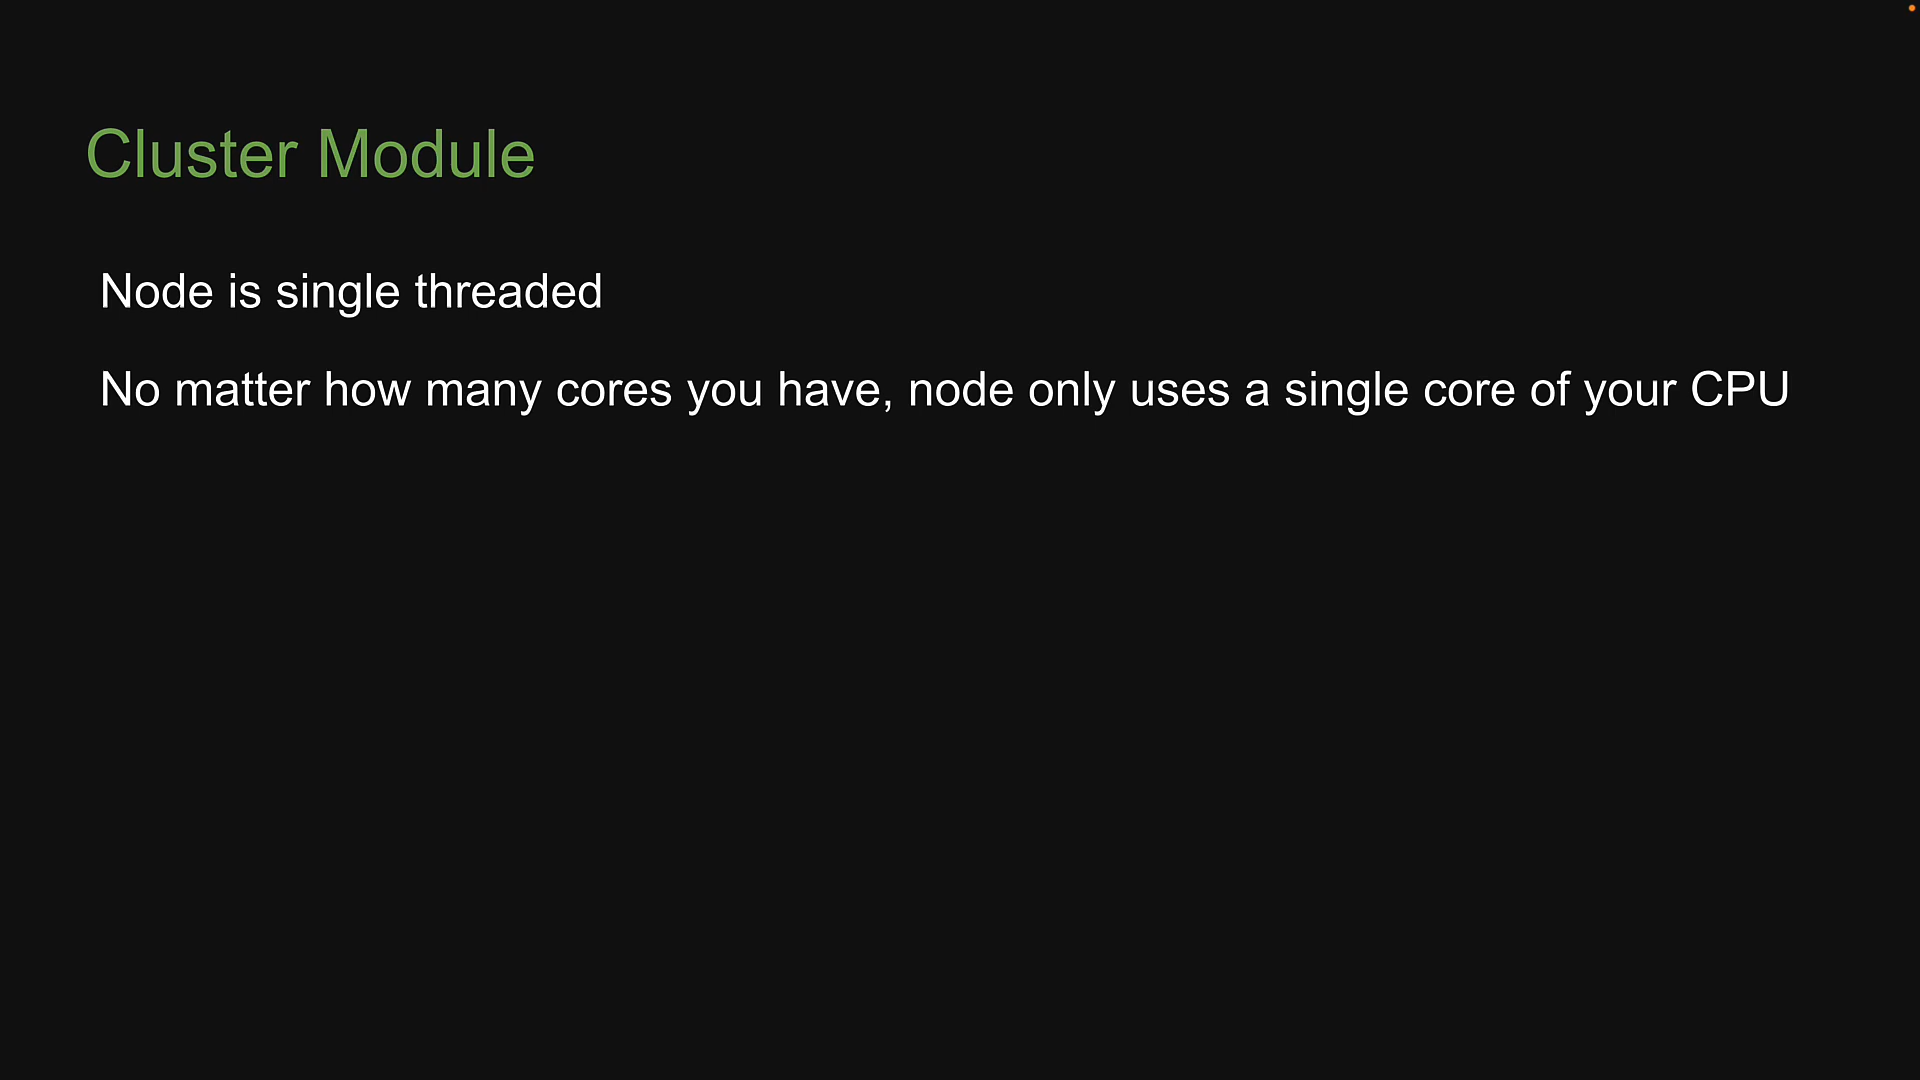 Cluster Module
Node is single threaded
No matter how many cores you have, node only uses a single core of your CPU